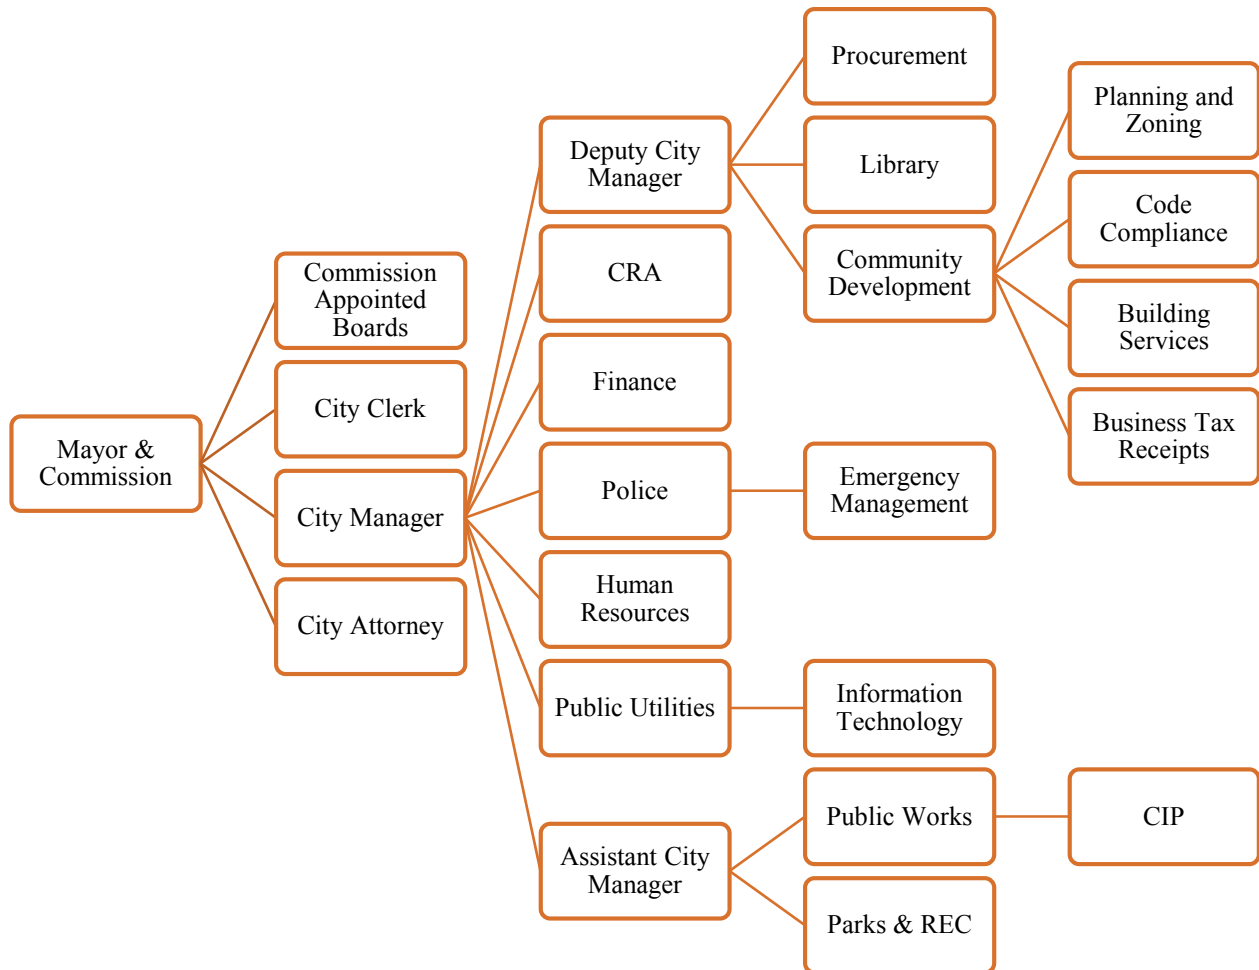 Mayor &
Commission
Commission
Appointed
Boards
City Clerk
City Manager
City Attorney
Deputy City
Manager
CRA
Finance
Police
Human
Resources
Public Utilities
Assistant City
Manager
Procurement
Library
Community
Development
Emergency
Management
Information
Technology
Public Works
Parks & REC
Planning and
Zoning
Code
Compliance
Building
Services
Business Tax
Receipts
CIP